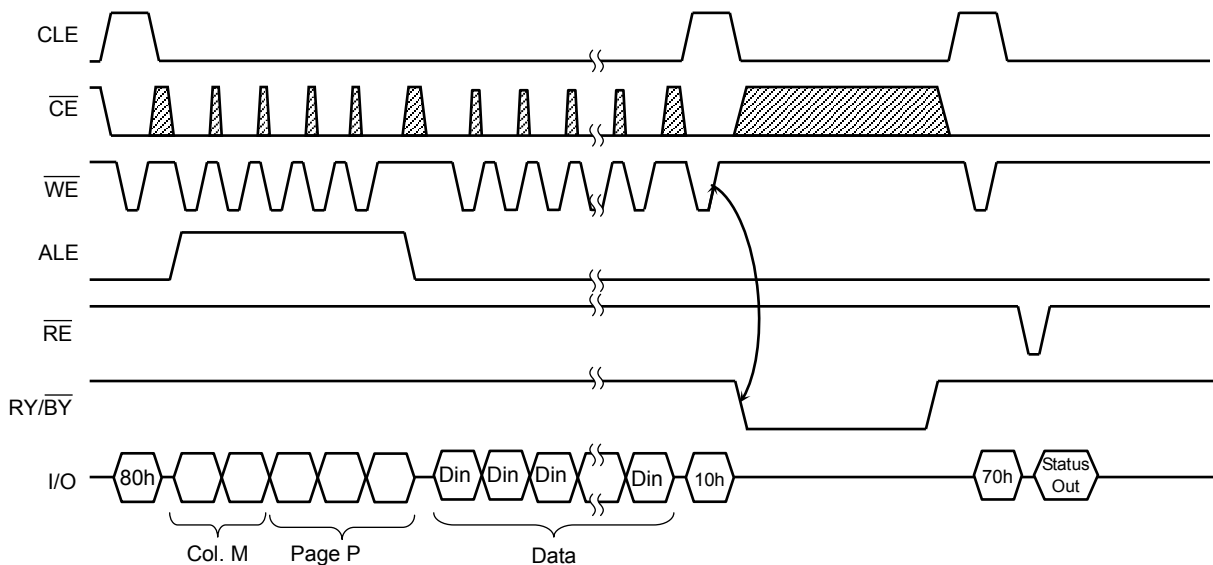 CLE
CE
WE
ALE
RE
RY/BY
I/O 80h Din Din Din Din 10h 70h Status Out
Col. M Page P Data